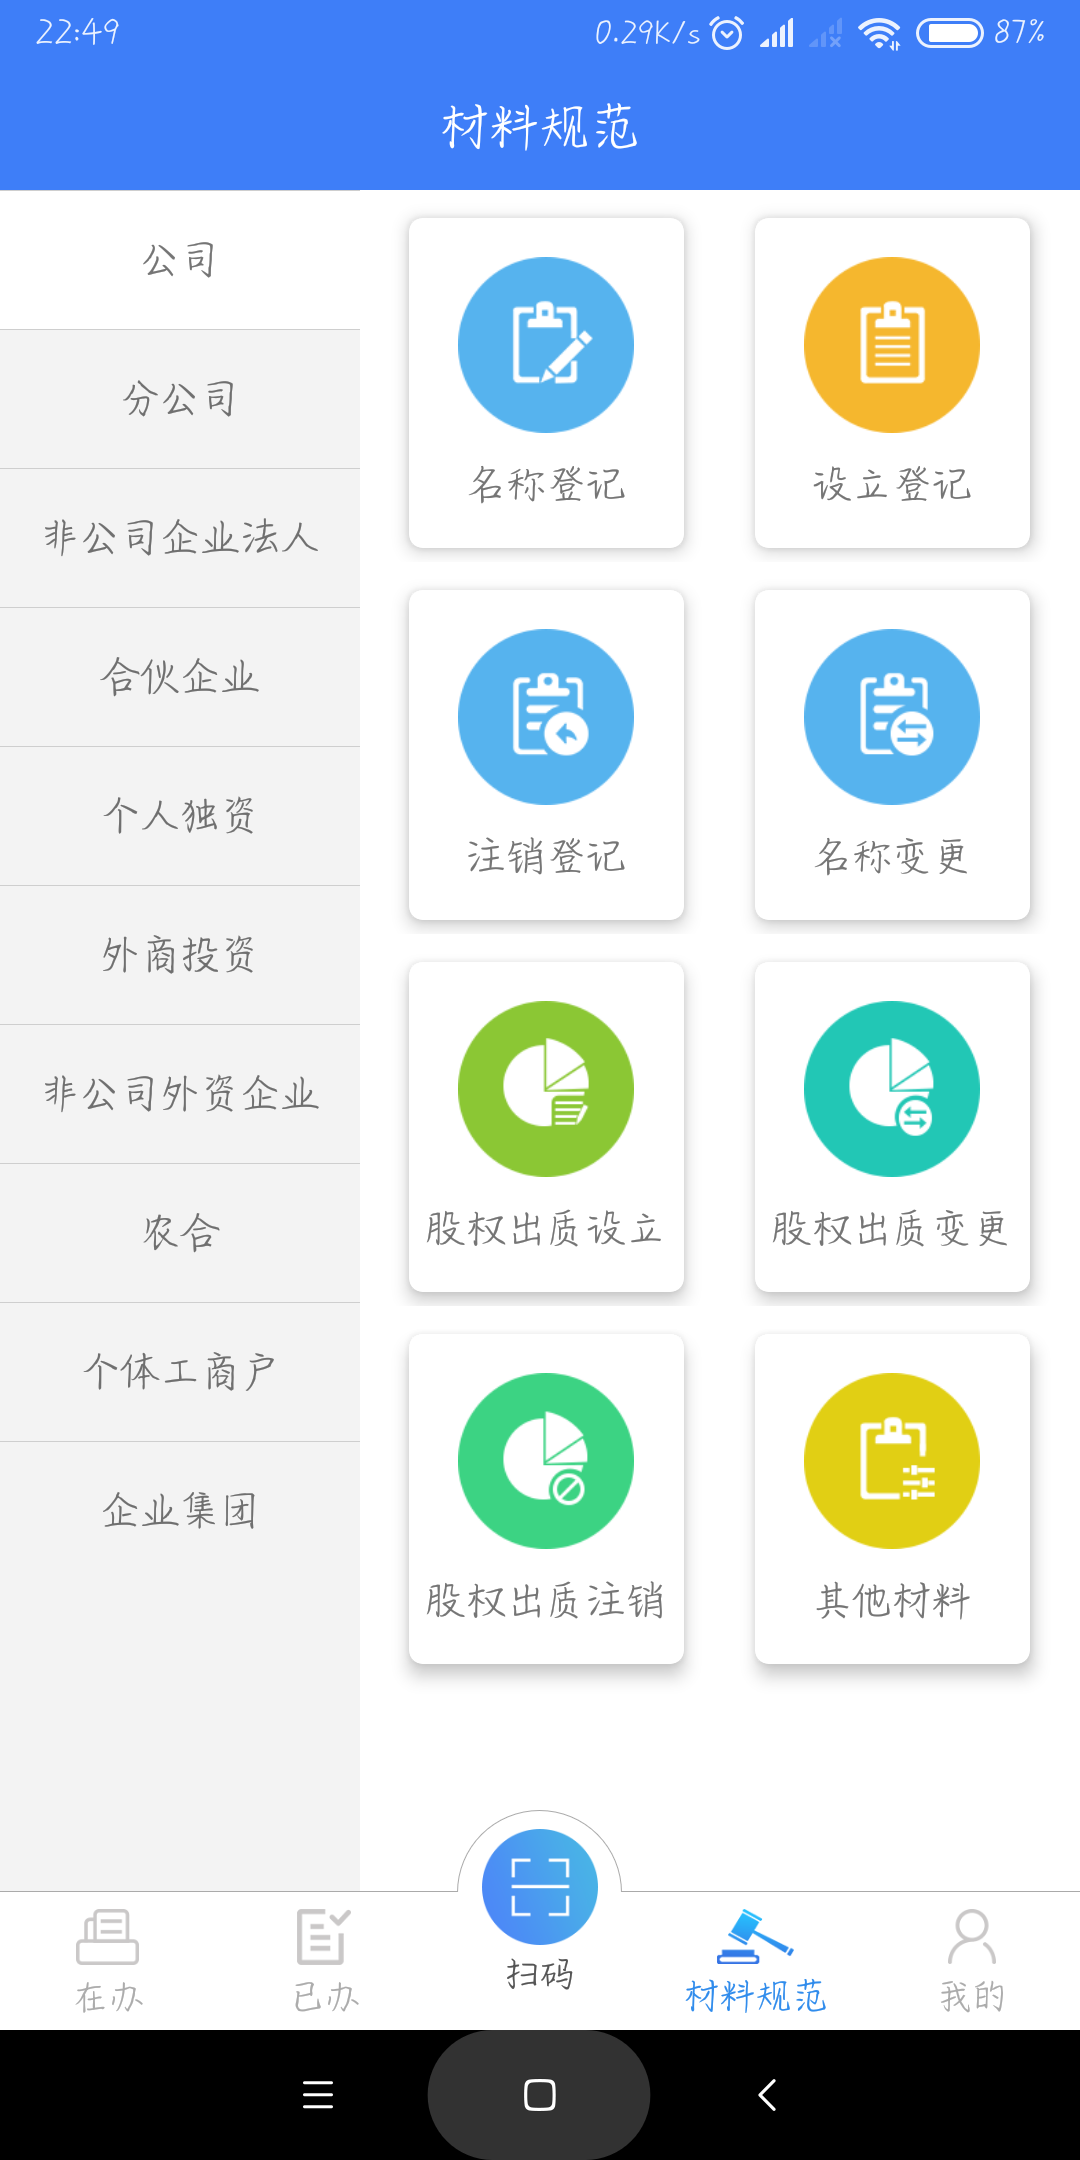 22:49 0.29K/s 87%
材料规范
公司
分公司
非公司企业法人
合伙企业
个人独资
外商投资
非公司外资企业
农合
个体工商户
企业集团
名称登记 设立登记
注销登记 名称变更
股权出质设立 股权出质变更
股权出质注销 其他材料
在办 已办 扫码 材料规范 我的